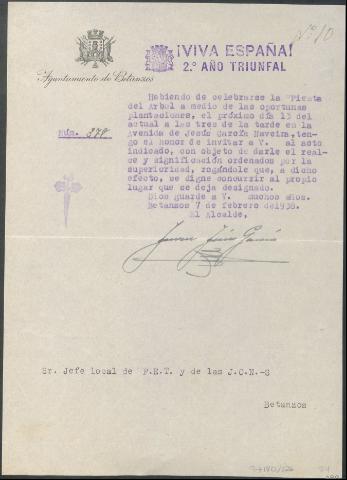 Nº 10
¡VIVA ESPAÑA!
2.º AÑO TRIUNFAL
Ayuntamiento de Betanzos
Habiendo de celebrarse la "Fiesta
del Arbol a medio de las oportunas
plantaciones, el próximo día 13 del
actual a las tres de la tarde en la
Avenida de Jesús García Naveira, ten-
go el honor de invitar a V. al acto
indicado, con objeto de darle el real-
ce y significación ordenados por la
superioridad, rogándole que, a dicho
efecto, se digne concurrir al propio
lugar que se deja designado.
Dios guarde a V. muchos años.
Betanzos 7 de febrero de 1938.
El Alcalde,
Núm. 378
Sr. Jefe Local de F.E.T. y de las J.O.N.-S
Betanzos